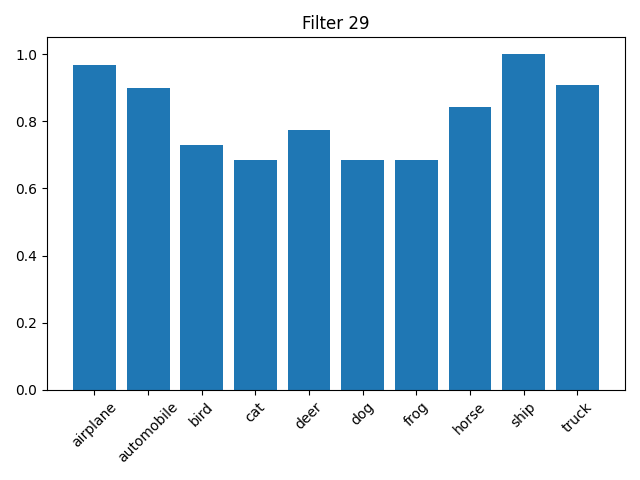 Filter 29
1.0
0.8
0.6
0.4
0.2
0.0
airplane
automobile
bird
cat
deer
dog
frog
horse
ship
truck